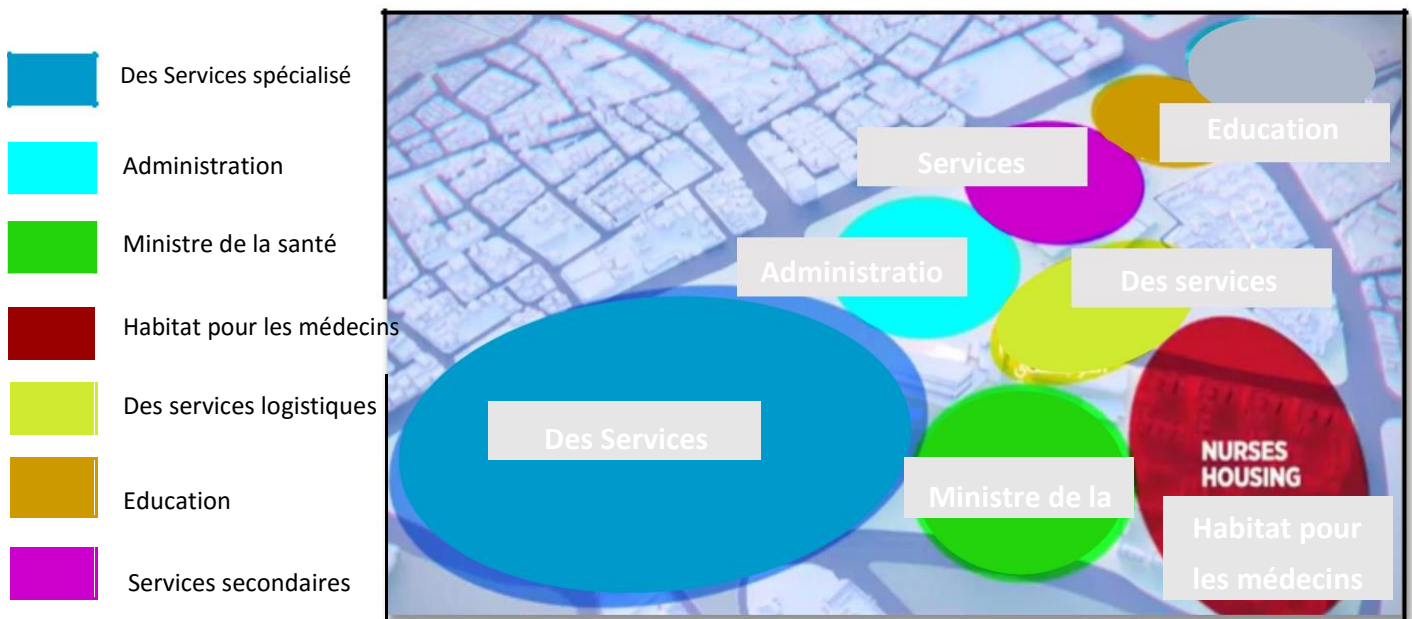 Des Services spécialisé
Administration
Ministre de la santé
Habitat pour les médecins
Des services logistiques
Education
Services secondaires
Education
Services
Administratio
Des services
Des Services
NURSES
HOUSING
Ministre de la
Habitat pour
les médecins